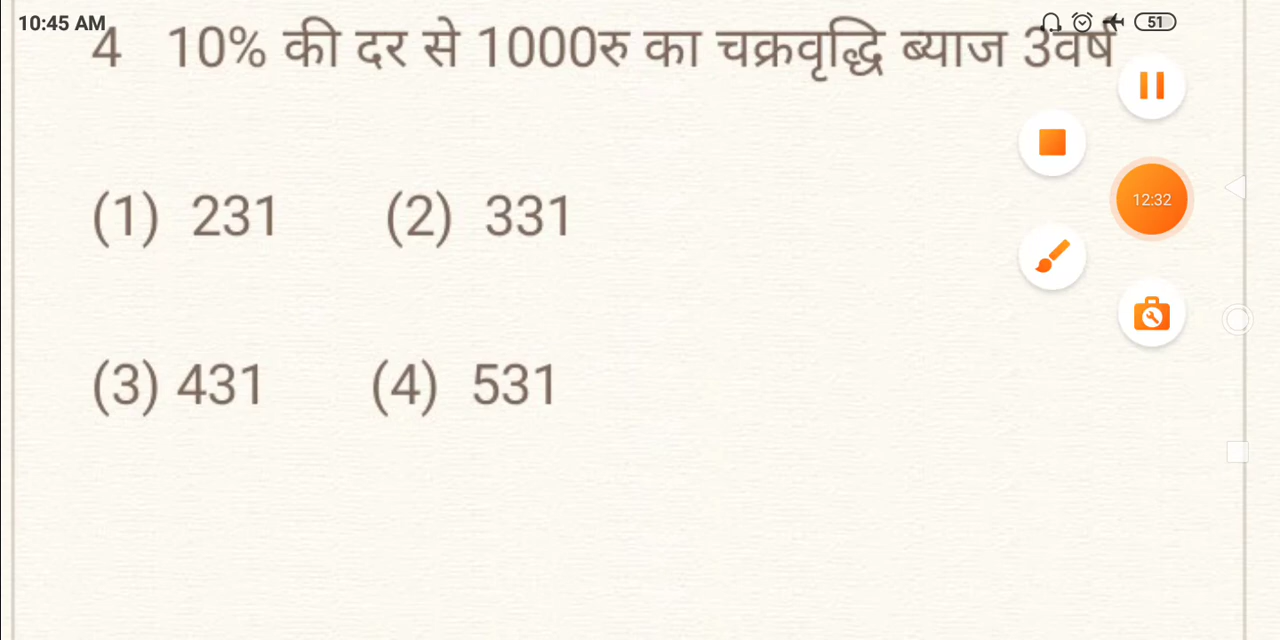 10:45 AM
51
4 10% की दर से 1000रु का चक्रवृद्धि ब्याज 3वर्ष
12:32
(1) 231 (2) 331
(3) 431 (4) 531